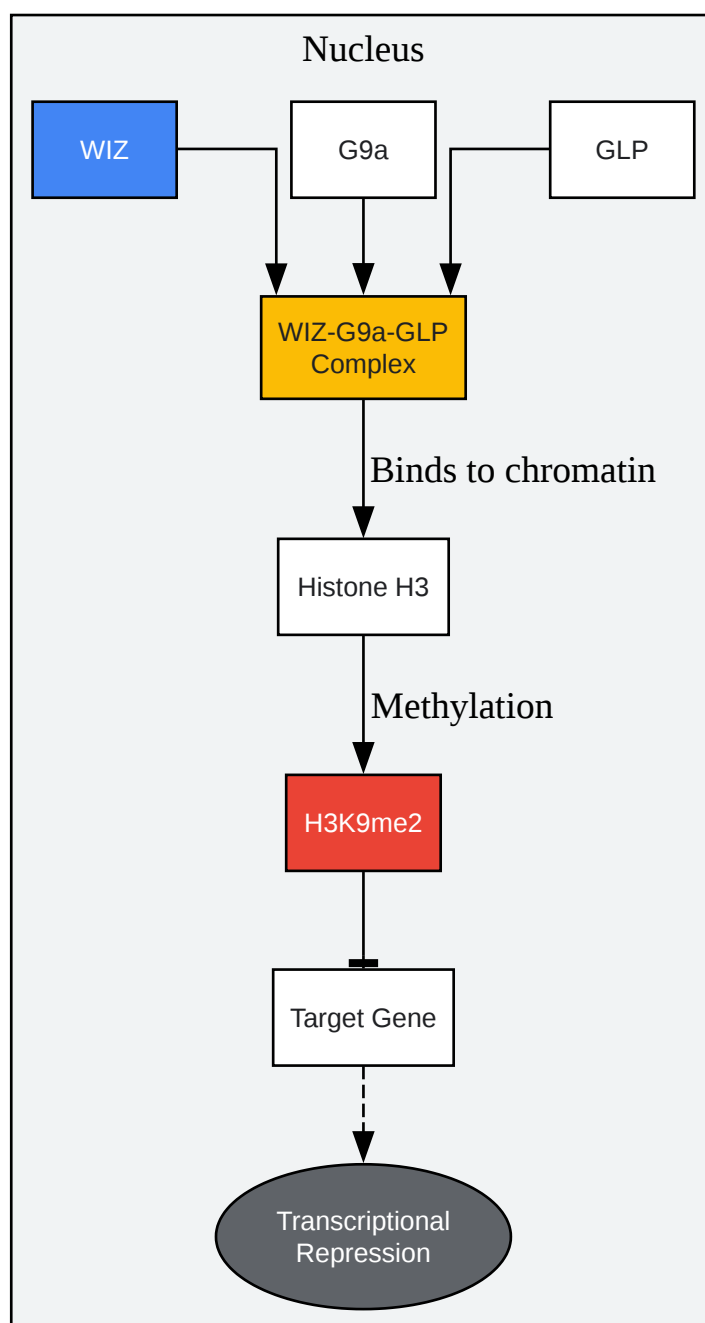 Nucleus
WIZ
G9a
GLP
WIZ-G9a-GLP
Complex
Binds to chromatin
Histone H3
Methylation
H3K9me2
Target Gene
Transcriptional
Repression